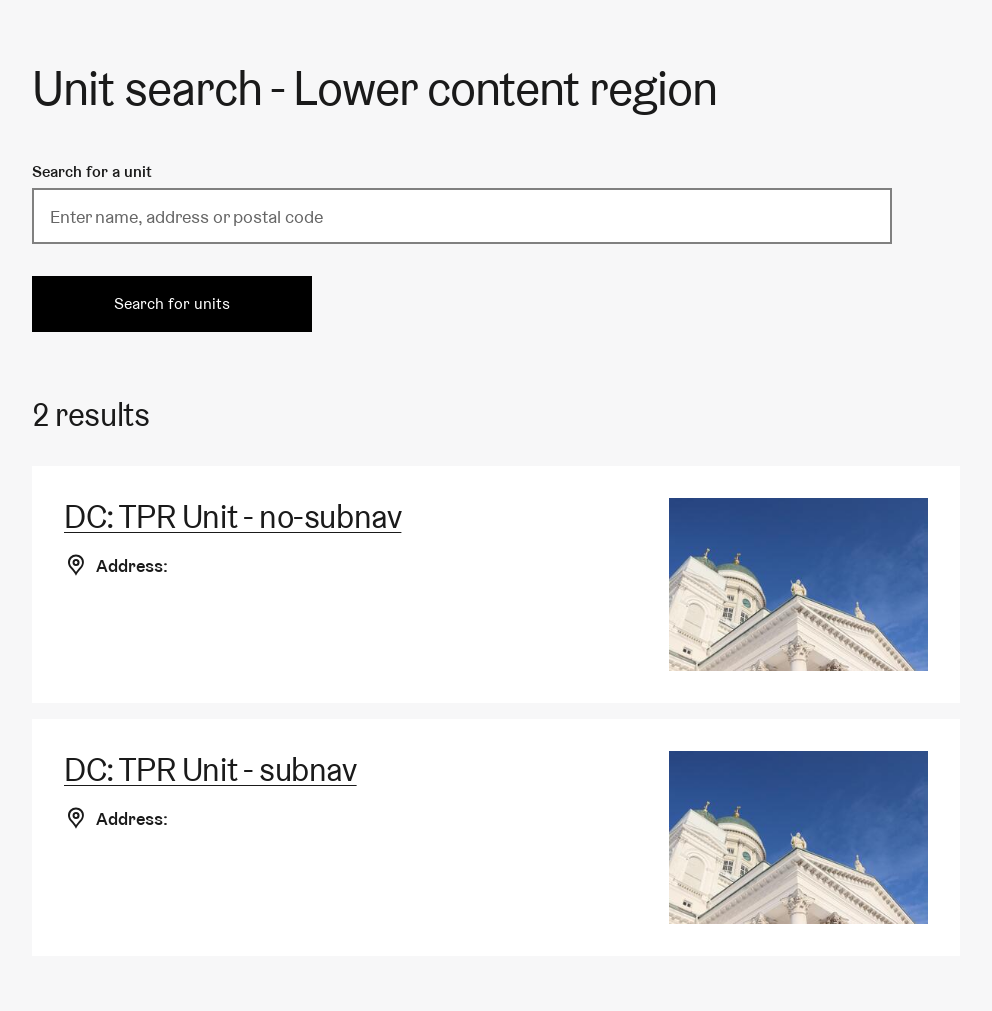 Unit search - Lower content region
Search for a unit
Enter name, address or postal code
Search for units
2 results
DC: TPR Unit - no-subnav
Address:
DC: TPR Unit - subnav
Address: